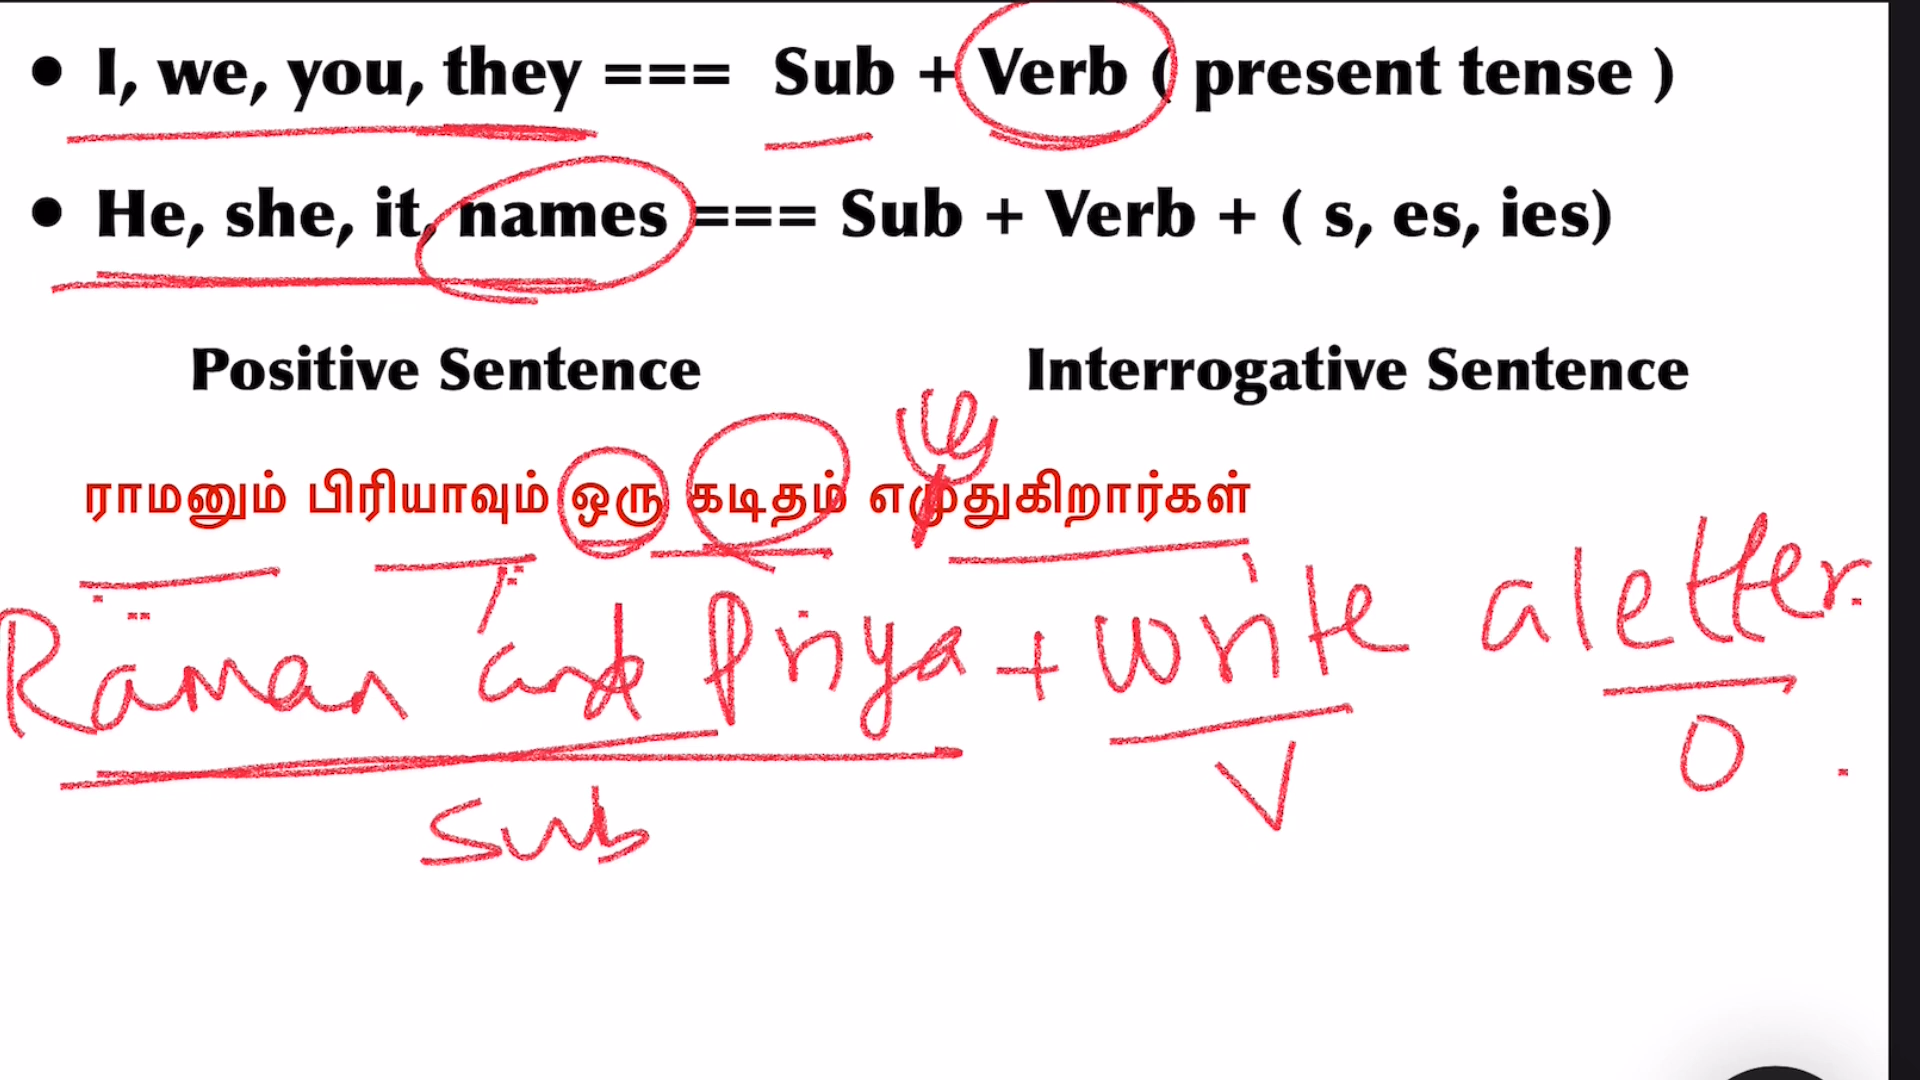 • I, we, you, they === Sub + Verb ( present tense )
• He, she, it, names === Sub + Verb + ( s, es, ies)
Positive Sentence Interrogative Sentence
ழு
ராமனும் பிரியாவும் ஒரு கடிதம் எழுதுகிறார்கள்
Raman and Priya + write a letter.
Sub V O